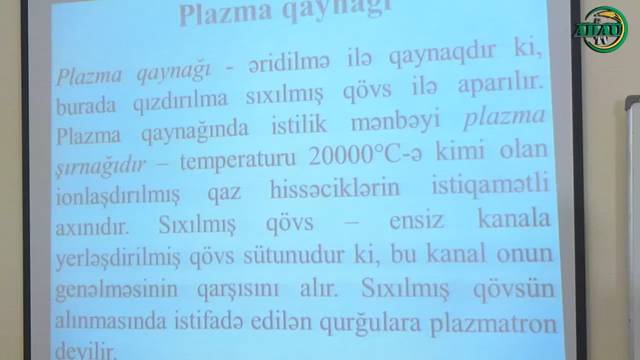 Plazma qaynağı
Plazma qaynağı - əridilmə ilə qaynaqdır ki,
burada qızdırılma sıxılmış qövs ilə aparılır.
Plazma qaynağında istilik mənbəyi plazma
şırnağıdır – temperaturu 20000°C-ə kimi olan
ionlaşdırılmış qaz hissəciklərin istiqamətli
axınıdır. Sıxılmış qövs – ensiz kanala
yerləşdirilmiş qövs sütunudur ki, bu kanal onun
genəlməsinin qarşısını alır. Sıxılmış qövsün
alınmasında istifadə edilən qurğulara plazmatron
deyilir.
ADAU
TV